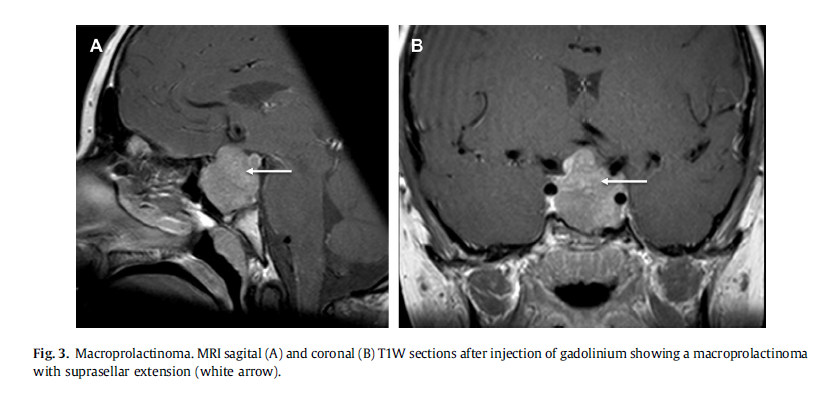 A
B
Fig. 3. Macroprolactinoma. MRI sagital (A) and coronal (B) T1W sections after injection of gadolinium showing a macroprolactinoma
with suprasellar extension (white arrow).